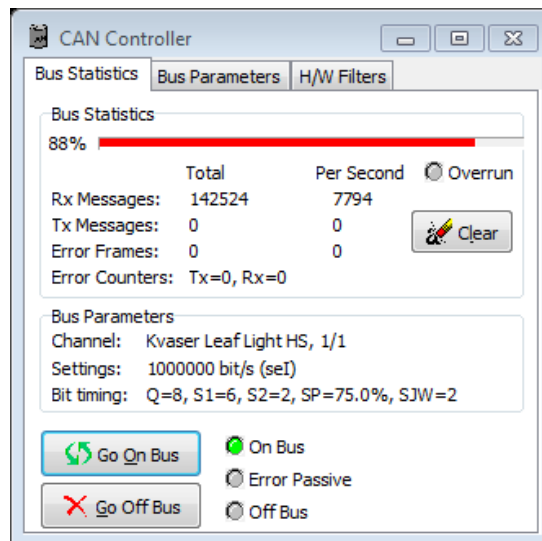 CAN Controller
Bus Statistics Bus Parameters H/W Filters
Bus Statistics
88%
Total Per Second Overrun
Rx Messages: 142524 7794
Tx Messages: 0 0
Clear
Error Frames: 0 0
Error Counters: Tx=0, Rx=0
Bus Parameters
Channel: Kvaser Leaf Light HS, 1/1
Settings: 1000000 bit/s (seI)
Bit timing: Q=8, S1=6, S2=2, SP=75.0%, SJW=2
Go On Bus On Bus
Error Passive
Go Off Bus Off Bus